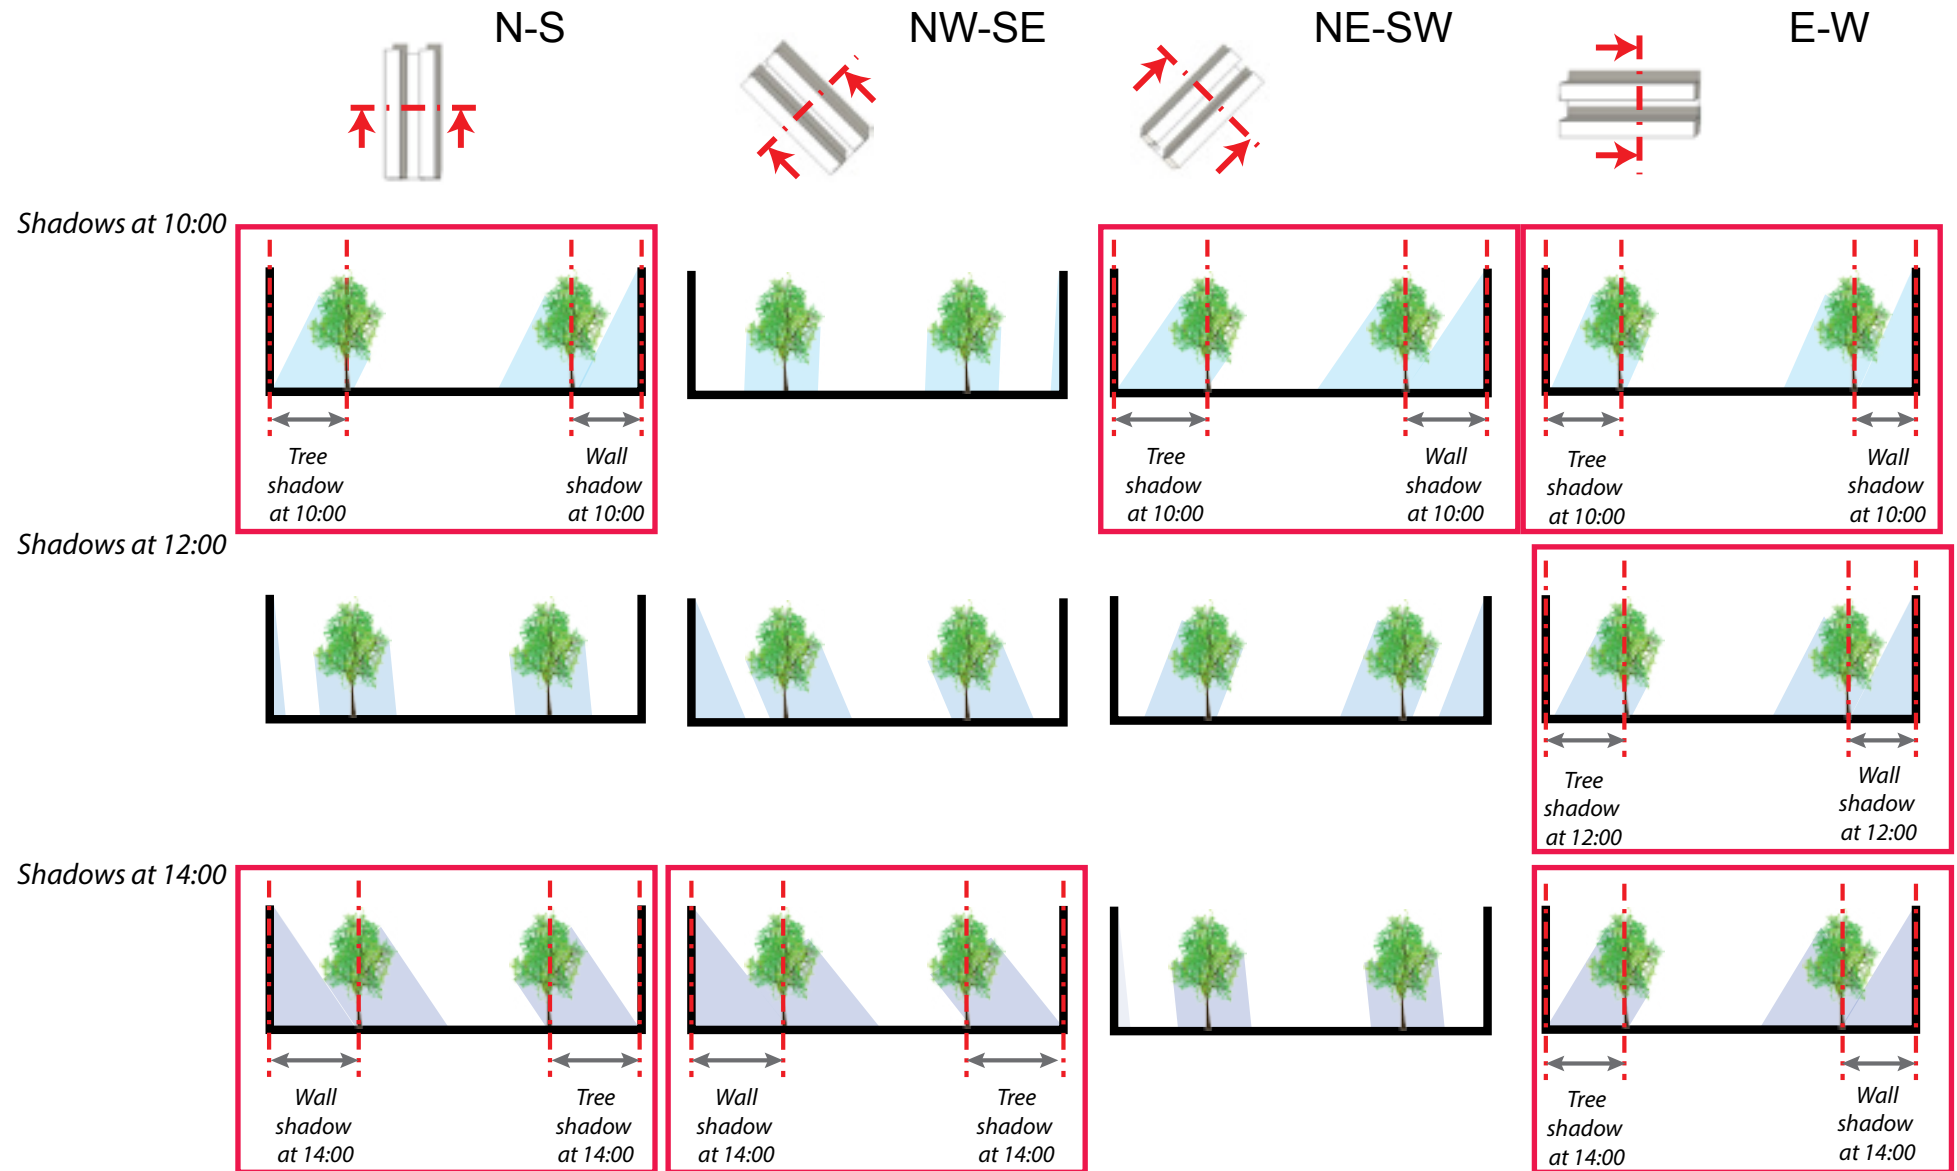 N-S
NW-SE
NE-SW
E-W
Shadows at 10:00
Tree
shadow
at 10:00
Wall
shadow
at 10:00
Tree
shadow
at 10:00
Wall
shadow
at 10:00
Tree
shadow
at 10:00
Wall
shadow
at 10:00
Shadows at 12:00
Tree
shadow
at 12:00
Wall
shadow
at 12:00
Shadows at 14:00
Wall
shadow
at 14:00
Tree
shadow
at 14:00
Wall
shadow
at 14:00
Tree
shadow
at 14:00
Tree
shadow
at 14:00
Wall
shadow
at 14:00